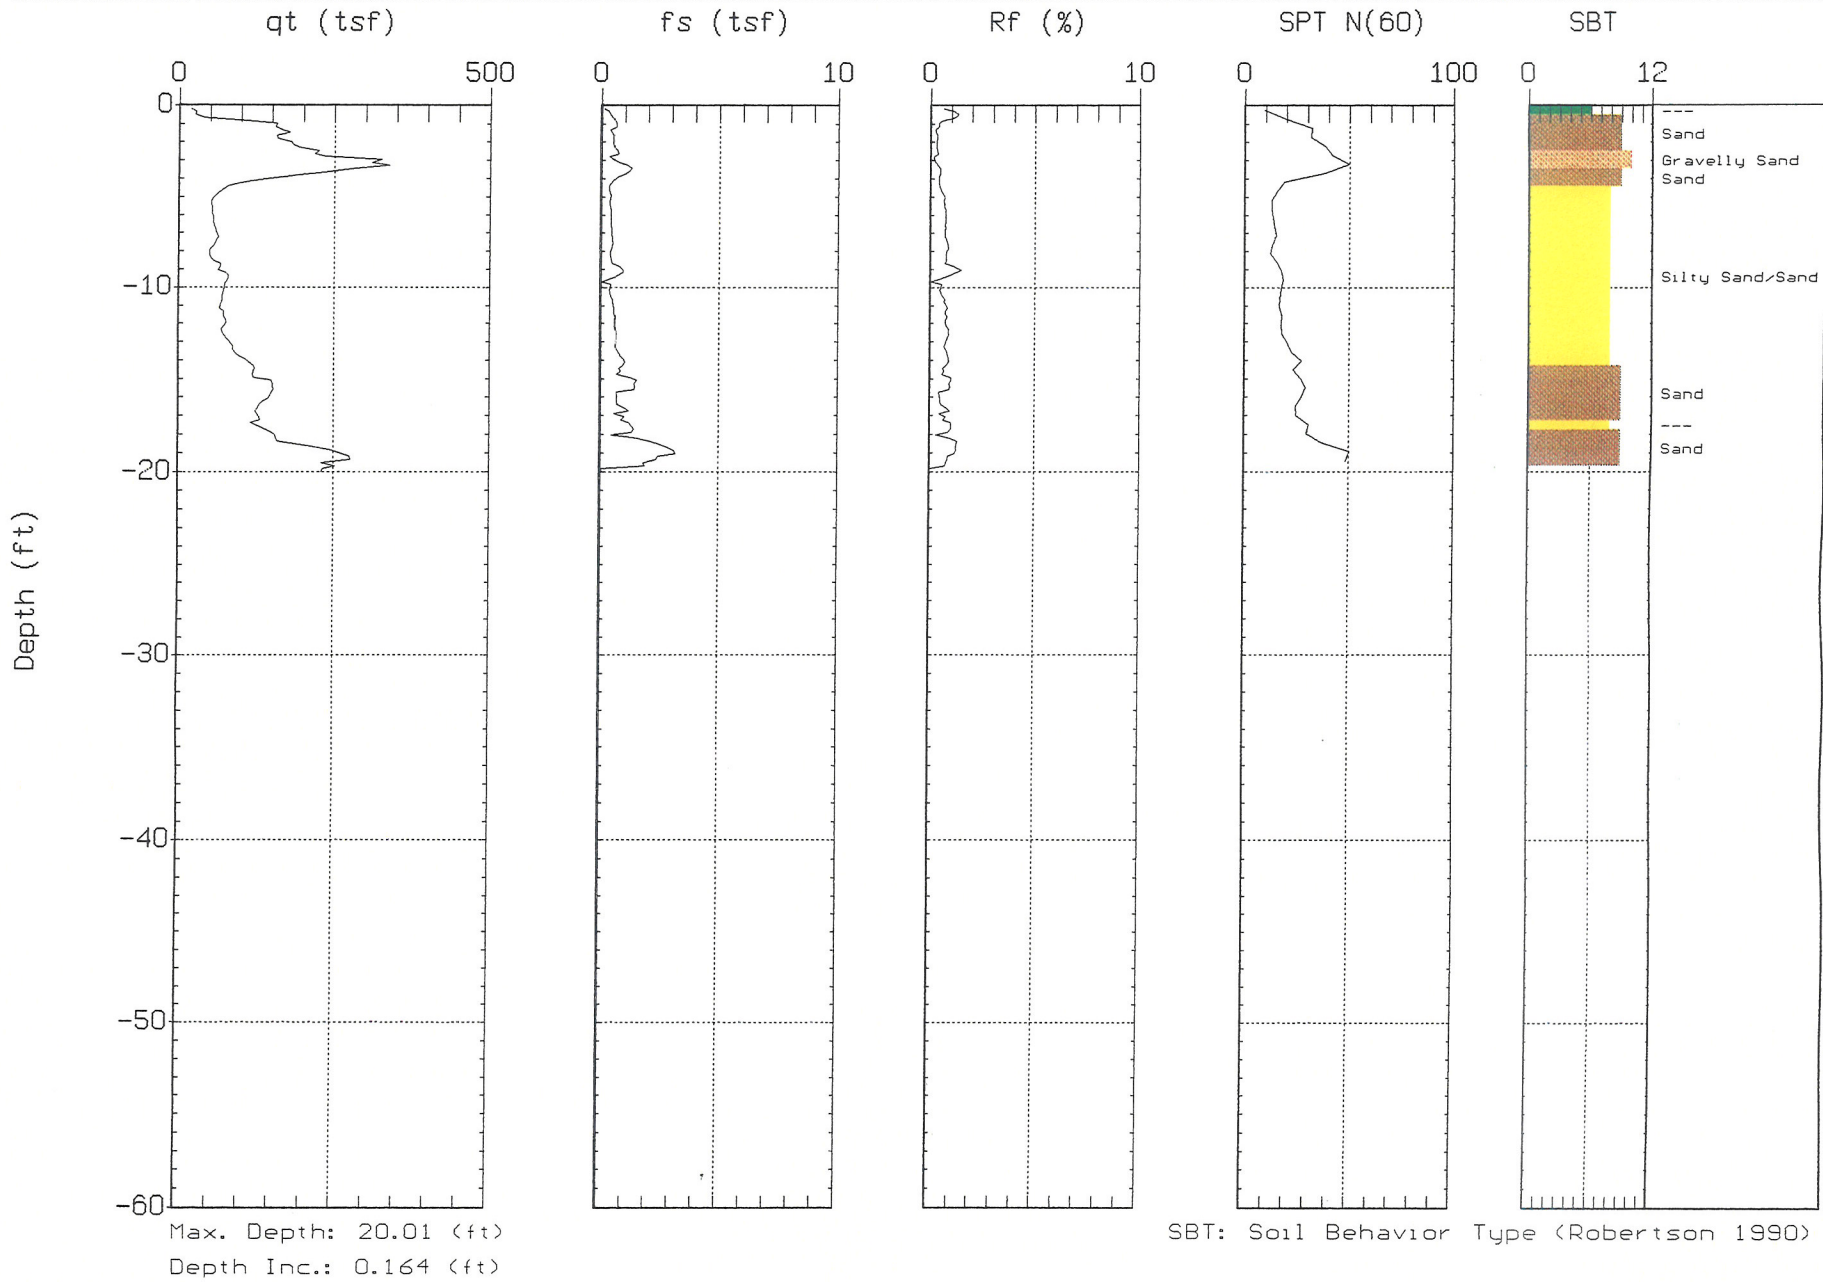 qt (tsf) fs (tsf) Rf (%) SPT N(60) SBT
0 500 0 10 0 10 0 100 0 12
0
-10
-20
-30
-40
-50
-60
Depth (ft)
---
Sand
Gravelly Sand
Sand
Silty Sand/Sand
Sand
---
Sand
Max. Depth: 20.01 (ft)
Depth Inc.: 0.164 (ft)
SBT: Soil Behavior Type (Robertson 1990)